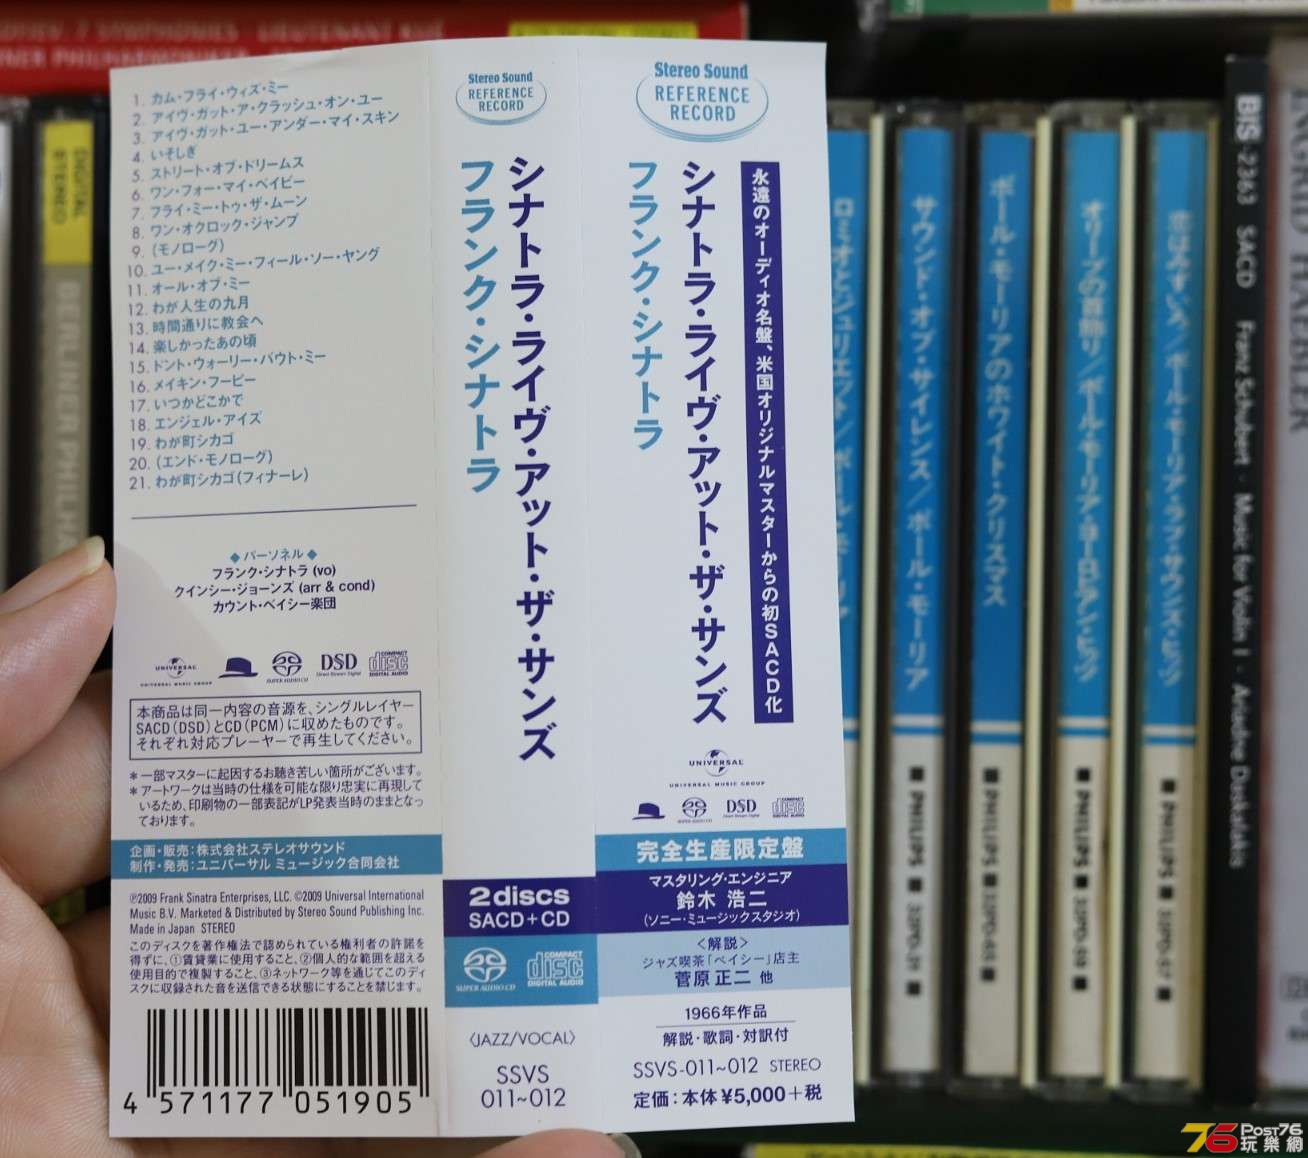 1. カム・フライ・ウィズ・ミー
2. アイヴ・ガット・ア・クラッシュ・オン・ユー
3. アイヴ・ガット・ユー・アンダー・マイ・スキン
4. いそしぎ
5. ストリート・オブ・ドリームス
6. ワン・フォー・マイ・ベイビー
7. フライ・ミー・トゥ・ザ・ムーン
8. ワン・オクロック・ジャンプ
9. (モノローグ)
10. ユー・メイク・ミー・フィール・ソー・ヤング
11. オール・オブ・ミー
12. わが人生の九月
13. 時間通りに教会へ
14. 楽しかったあの頃
15. ドント・ウォーリー・バウト・ミー
16. メイキン・フーピー
17. いつかどこかで
18. エンジェル・アイズ
19. わが町シカゴ
20. (エンド・モノローグ)
21. わが町シカゴ(フィナーレ)
◆ パーソネル ◆
フランク・シナトラ (vo)
クインシー・ジョーンズ (arr & cond)
カウント・ベイシー楽団
UNIVERSAL
UNIVERSAL MUSIC GROUP
SUPER AUDIO CD
DSD
Direct Stream Digital
COMPACT
disc
DIGITAL AUDIO
本商品は同一内容の音源を、シングルレイヤー
SACD(DSD)とCD(PCM)に収めたものです。
それぞれ対応プレーヤーで再生してください。
＊一部マスターに起因するお聴き苦しい箇所がございます。
＊アートワークは当時の仕様を可能な限り忠実に再現して
いるため、印刷物の一部表記がLP発表当時のままとなっ
ております。
企画・販売：株式会社ステレオサウンド
制作・発売：ユニバーサル ミュージック合同会社
℗2009 Frank Sinatra Enterprises, LLC. ©2009 Universal International
Music B.V. Marketed & Distributed by Stereo Sound Publishing Inc.
Made in Japan STEREO
このディスクを著作権法で認められている権利者の許諾を
得ずに、①賃貸業に使用すること、②個人的な範囲を超える
使用目的で複製すること、③ネットワーク等を通じてこのディ
スクに収録された音を送信できる状態にすることを禁じます。
4 571177 051905
Stereo Sound
REFERENCE
RECORD
シナトラ・ライヴ・アット・ザ・サンズ
フランク・シナトラ
2discs
SACD+CD
SUPER AUDIO CD
COMPACT
disc
DIGITAL AUDIO
〈JAZZ/VOCAL〉
SSVS
011~012
Stereo Sound
REFERENCE
RECORD
永遠のオーディオ名盤、米国オリジナルマスターからの初SACD化
シナトラ・ライヴ・アット・ザ・サンズ
フランク・シナトラ
UNIVERSAL
UNIVERSAL MUSIC GROUP
SUPER AUDIO CD
DSD
COMPACT
disc
DIGITAL AUDIO
完全生産限定盤
マスタリング・エンジニア
鈴木 浩二
(ソニー・ミュージックスタジオ)
〈解説〉
ジャズ喫茶「ベイシー」店主
菅原 正二 他
1966年作品
解説・歌詞・対訳付
SSVS-011~012 STEREO
定価：本体¥5,000＋税
DIGITAL
STEREO
BERLINER PHILHA
ロミオとジュリエット／ポール・モーリア
サウンド・オブ・サイレンス／ポール・モーリア
■ PHILIPS ■
ポール・モーリアのホワイト・クリスマス
■ PHILIPS ■
オリーブの首飾り／ポール・モーリア・ヨーロピアン・ヒッツ
■ PHILIPS ■
恋はみずいろ／ポール・モーリア・ラブ・サウンズ・ヒッツ
■ PHILIPS ■
BIS-2363 SACD Franz Schubert · Music for Violin I · Ariadne Daskalakis
76 Post76
玩樂網